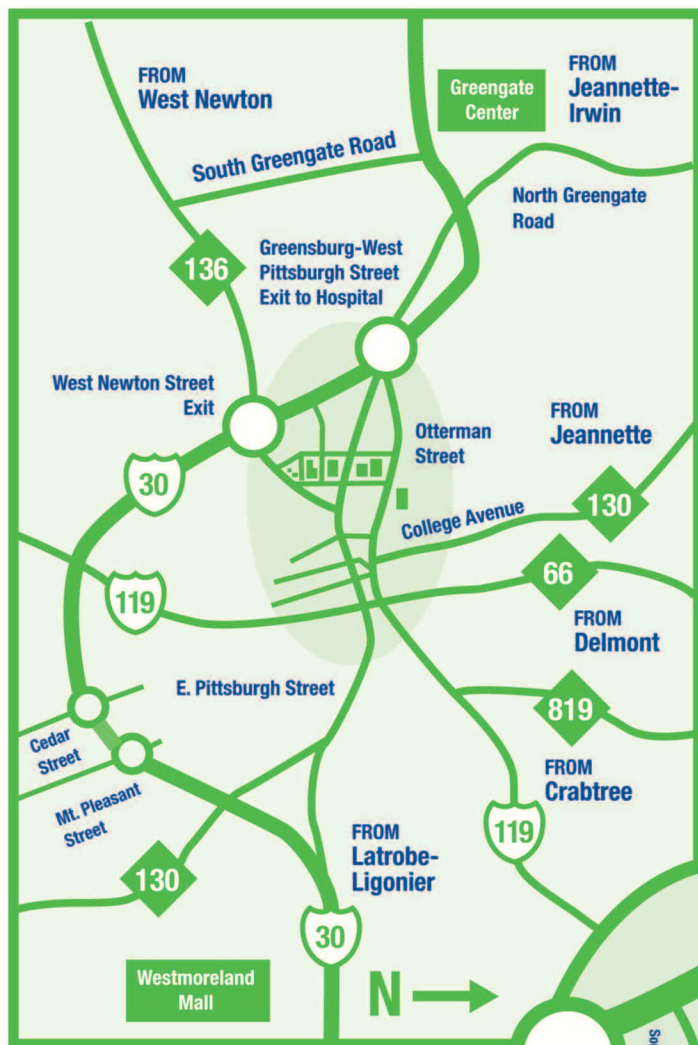 FROM
West Newton
Greengate
Center
FROM
Jeannette-
Irwin
South Greengate Road
North Greengate
Road
136
Greensburg-West
Pittsburgh Street
Exit to Hospital
West Newton Street
Exit
Otterman
Street
FROM
Jeannette
30
130
College Avenue
119
66
FROM
Delmont
E. Pittsburgh Street
819
Cedar
Street
FROM
Crabtree
Mt. Pleasant
Street
119
FROM
Latrobe-
Ligonier
130
30
Westmoreland
Mall
N